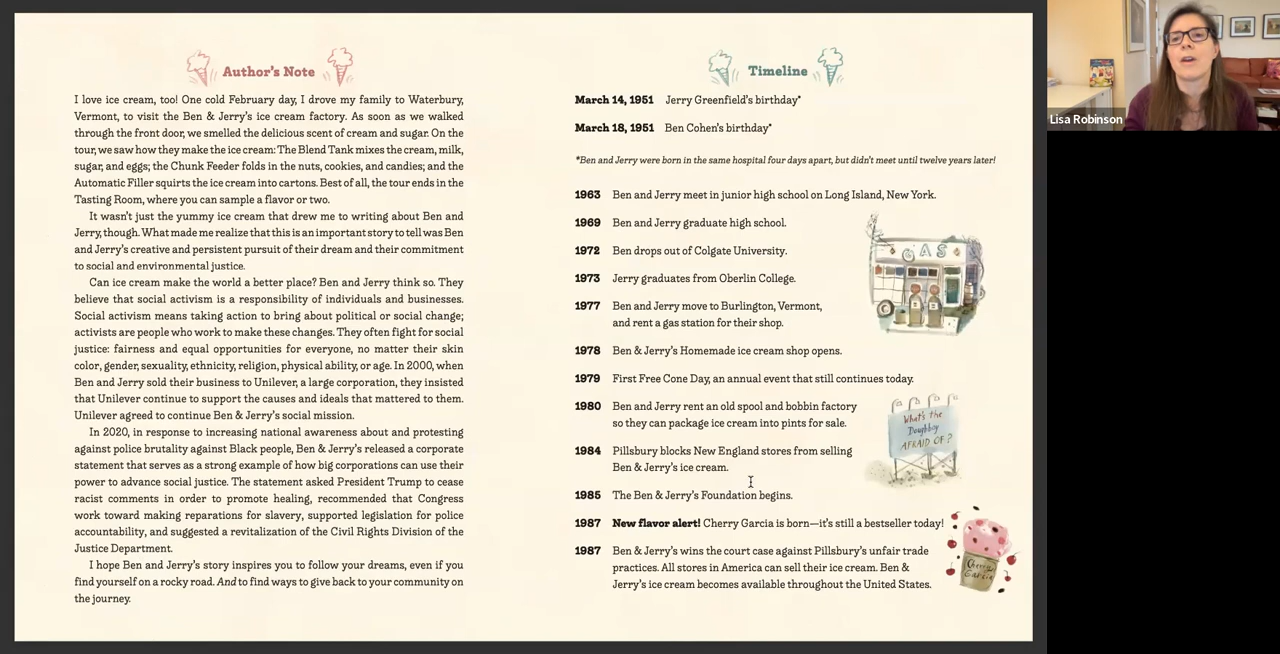 Author's Note
I love ice cream, too! One cold February day, I drove my family to Waterbury,
Vermont, to visit the Ben & Jerry's ice cream factory. As soon as we walked
through the front door, we smelled the delicious scent of cream and sugar. On the
tour, we saw how they make the ice cream: The Blend Tank mixes the cream, milk,
sugar, and eggs; the Chunk Feeder folds in the nuts, cookies, and candies; and the
Automatic Filler squirts the ice cream into cartons. Best of all, the tour ends in the
Tasting Room, where you can sample a flavor or two.
It wasn't just the yummy ice cream that drew me to writing about Ben and
Jerry, though. What made me realize that this is an important story to tell was Ben
and Jerry's creative and persistent pursuit of their dream and their commitment
to social and environmental justice.
Can ice cream make the world a better place? Ben and Jerry think so. They
believe that social activism is a responsibility of individuals and businesses.
Social activism means taking action to bring about political or social change;
activists are people who work to make these changes. They often fight for social
justice: fairness and equal opportunities for everyone, no matter their skin
color, gender, sexuality, ethnicity, religion, physical ability, or age. In 2000, when
Ben and Jerry sold their business to Unilever, a large corporation, they insisted
that Unilever continue to support the causes and ideals that mattered to them.
Unilever agreed to continue Ben & Jerry's social mission.
In 2020, in response to increasing national awareness about and protesting
against police brutality against Black people, Ben & Jerry's released a corporate
statement that serves as a strong example of how big corporations can use their
power to advance social justice. The statement asked President Trump to cease
racist comments in order to promote healing, recommended that Congress
work toward making reparations for slavery, supported legislation for police
accountability, and suggested a revitalization of the Civil Rights Division of the
Justice Department.
I hope Ben and Jerry's story inspires you to follow your dreams, even if you
find yourself on a rocky road. And to find ways to give back to your community on
the journey.
Timeline
March 14, 1951 Jerry Greenfield's birthday*
March 18, 1951 Ben Cohen's birthday*
*Ben and Jerry were born in the same hospital four days apart, but didn't meet until twelve years later!
1963 Ben and Jerry meet in junior high school on Long Island, New York.
1969 Ben and Jerry graduate high school.
1972 Ben drops out of Colgate University.
1973 Jerry graduates from Oberlin College.
1977 Ben and Jerry move to Burlington, Vermont,
and rent a gas station for their shop.
1978 Ben & Jerry's Homemade ice cream shop opens.
1979 First Free Cone Day, an annual event that still continues today.
1980 Ben and Jerry rent an old spool and bobbin factory
so they can package ice cream into pints for sale.
1984 Pillsbury blocks New England stores from selling
Ben & Jerry's ice cream.
1985 The Ben & Jerry's Foundation begins.
1987 New flavor alert! Cherry Garcia is born—it's still a bestseller today!
1987 Ben & Jerry's wins the court case against Pillsbury's unfair trade
practices. All stores in America can sell their ice cream. Ben &
Jerry's ice cream becomes available throughout the United States.
GAS
What's the
Doughboy
AFRAID OF?
Cherry
Garcia
Lisa Robinson